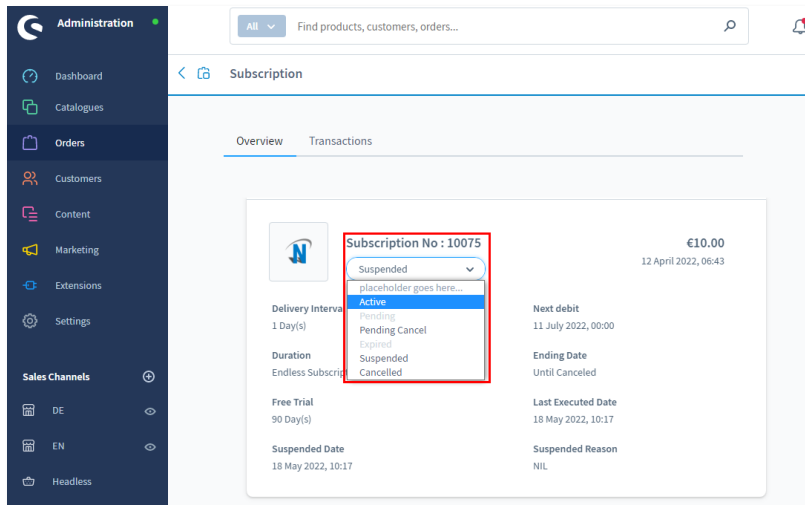 Administration
All
Find products, customers, orders...
Dashboard
Catalogues
Orders
Customers
Content
Marketing
Extensions
Settings
Sales Channels
DE
EN
Headless
Subscription
Overview Transactions
N
Subscription No : 10075
Suspended
placeholder goes here...
Active
Pending
Pending Cancel
Expired
Suspended
Cancelled
€10.00
12 April 2022, 06:43
Delivery Interva
1 Day(s)
Next debit
11 July 2022, 00:00
Duration
Endless Subscrip
Ending Date
Until Canceled
Free Trial
90 Day(s)
Last Executed Date
18 May 2022, 10:17
Suspended Date
18 May 2022, 10:17
Suspended Reason
NIL